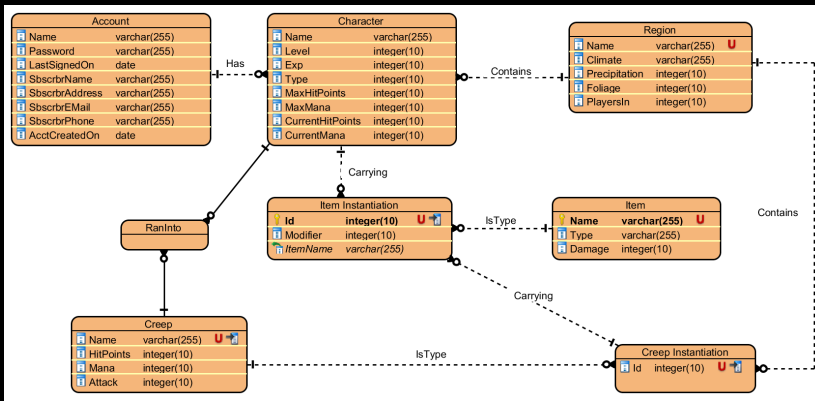 Account
Name varchar(255)
Password varchar(255)
LastSignedOn date
SbscrbrName varchar(255)
SbscrbrAddress varchar(255)
SbscrbrEMail varchar(255)
SbscrbrPhone varchar(255)
AcctCreatedOn date
Has
Character
Name varchar(255)
Level integer(10)
Exp integer(10)
Type integer(10)
MaxHitPoints integer(10)
MaxMana integer(10)
CurrentHitPoints integer(10)
CurrentMana integer(10)
Contains
Region
Name varchar(255) U
Climate varchar(255)
Precipitation integer(10)
Foliage integer(10)
PlayersIn integer(10)
Carrying
RanInto
Item Instantiation
Id integer(10) U
Modifier integer(10)
ItemName varchar(255)
IsType
Item
Name varchar(255) U
Type varchar(255)
Damage integer(10)
Contains
Carrying
Creep
Name varchar(255) U
HitPoints integer(10)
Mana integer(10)
Attack integer(10)
IsType
Creep Instantiation
Id integer(10) U